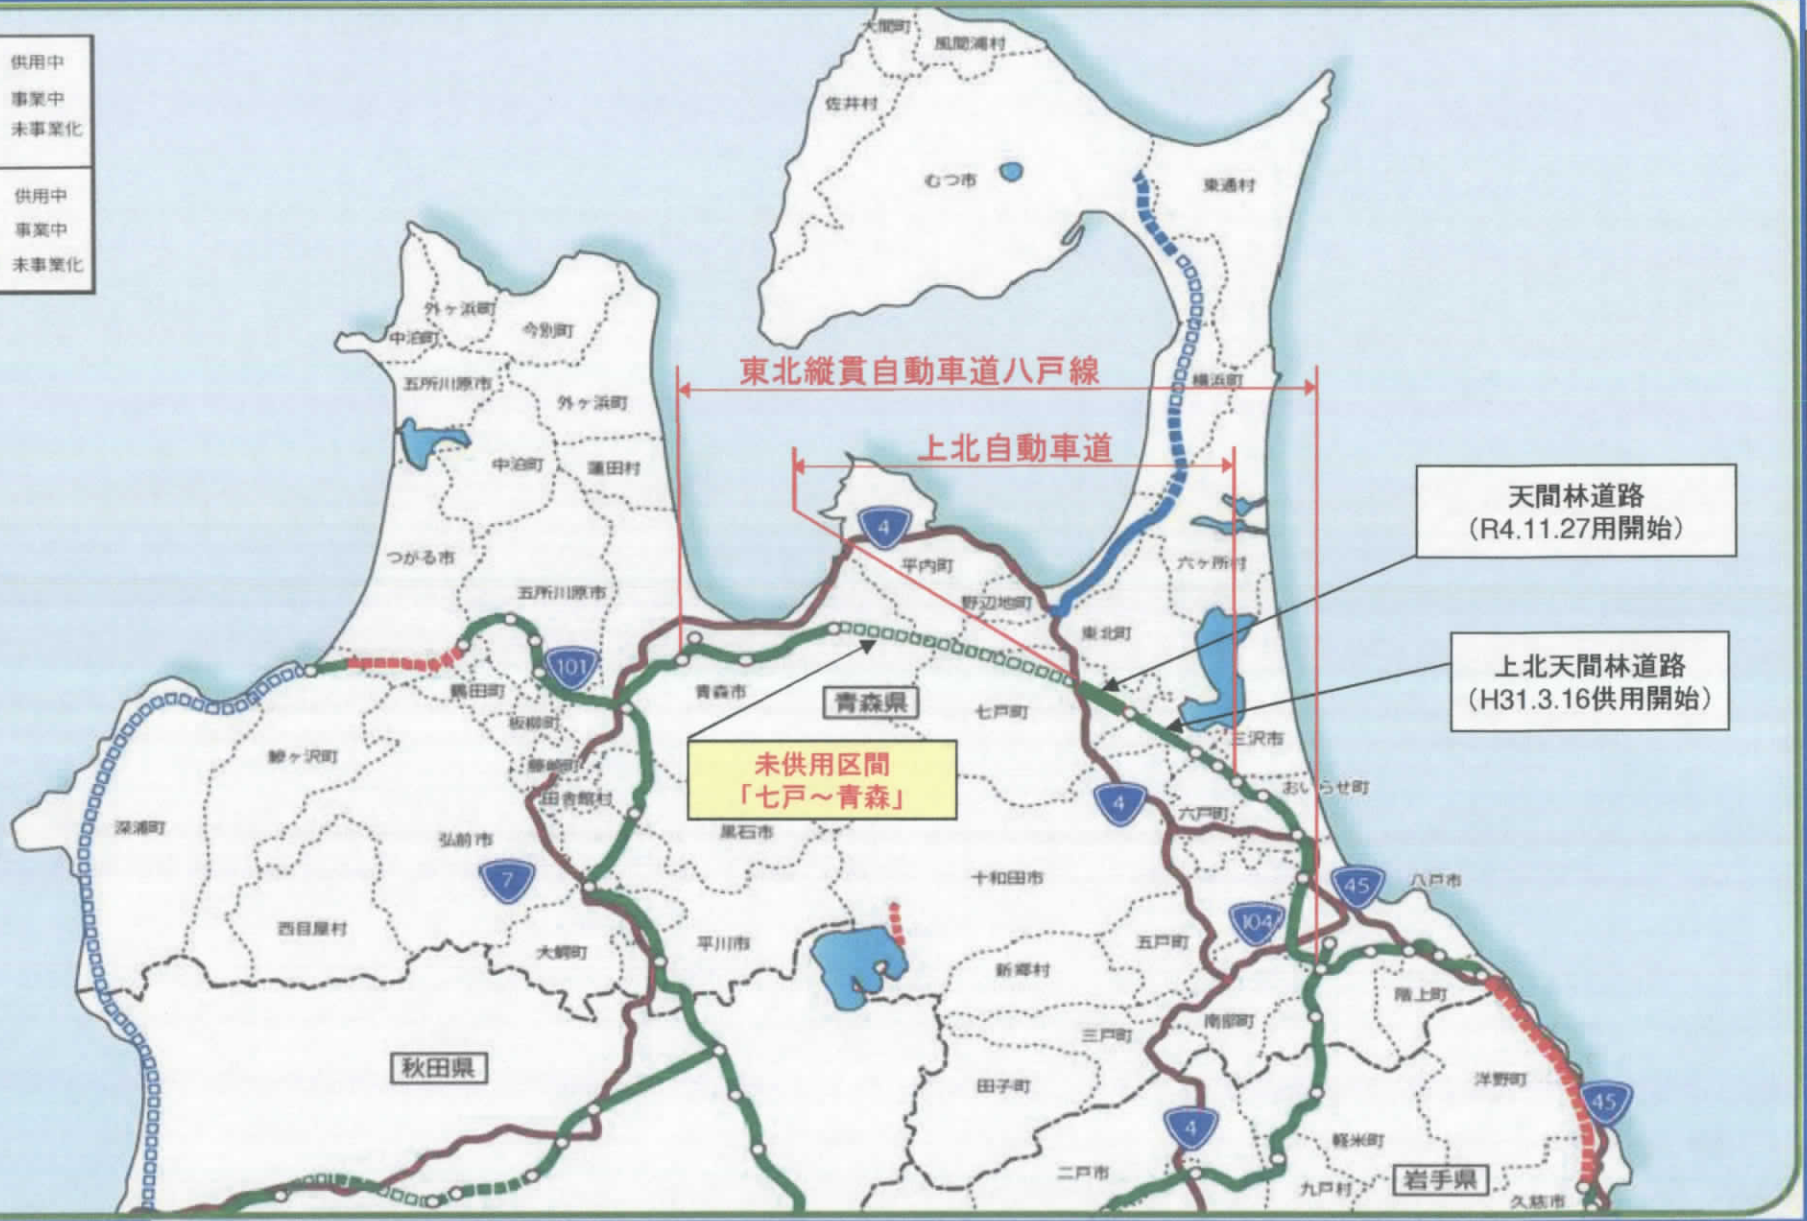 供用中
事業中
未事業化
供用中
事業中
未事業化
大間町
風間浦村
佐井村
むつ市
東通村
外ヶ浜町
中泊町
今別町
五所川原市
外ヶ浜町
中泊町
蓬田村
東北縦貫自動車道八戸線
横浜町
上北自動車道
天間林道路
(R4.11.27用開始)
4
つがる市
平内町
六ヶ所村
五所川原市
野辺地町
東北町
上北天間林道路
(H31.3.16供用開始)
101
鶴田町
青森市
青森県
七戸町
板柳町
三沢市
鰺ヶ沢町
藤崎町
未供用区間
「七戸～青森」
おいらせ町
田舎館村
4
六戸町
深浦町
弘前市
黒石市
7
十和田市
45
八戸市
104
西目屋村
大鰐町
平川市
五戸町
新郷村
階上町
南部町
三戸町
秋田県
田子町
洋野町
45
4
軽米町
二戸市
九戸村
岩手県
久慈市